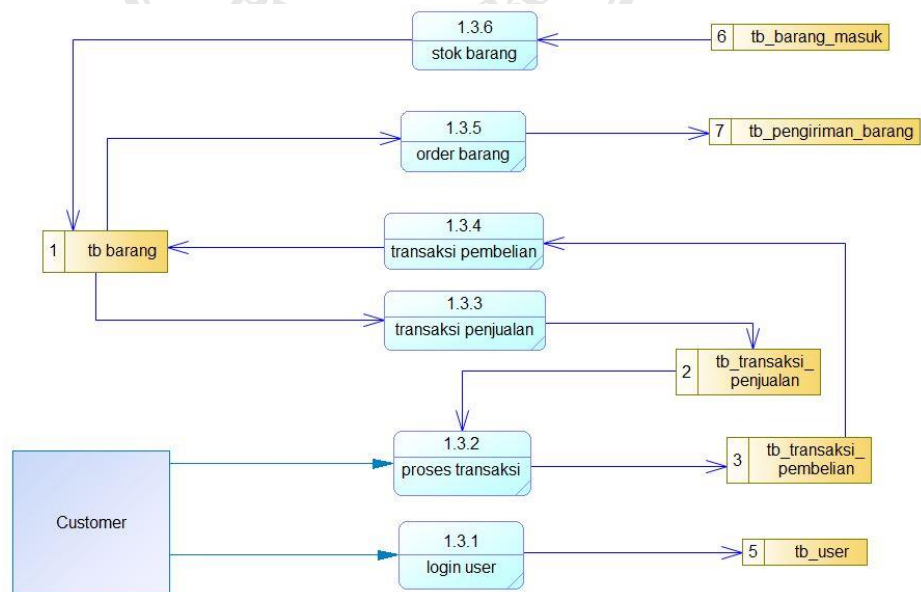 1.3.6
stok barang
6 tb_barang_masuk
1.3.5
order barang
7 tb_pengiriman_barang
1.3.4
transaksi pembelian
1 tb barang
1.3.3
transaksi penjualan
2 tb_transaksi_
penjualan
1.3.2
proses transaksi
3 tb_transaksi_
pembelian
Customer
1.3.1
login user
5 tb_user